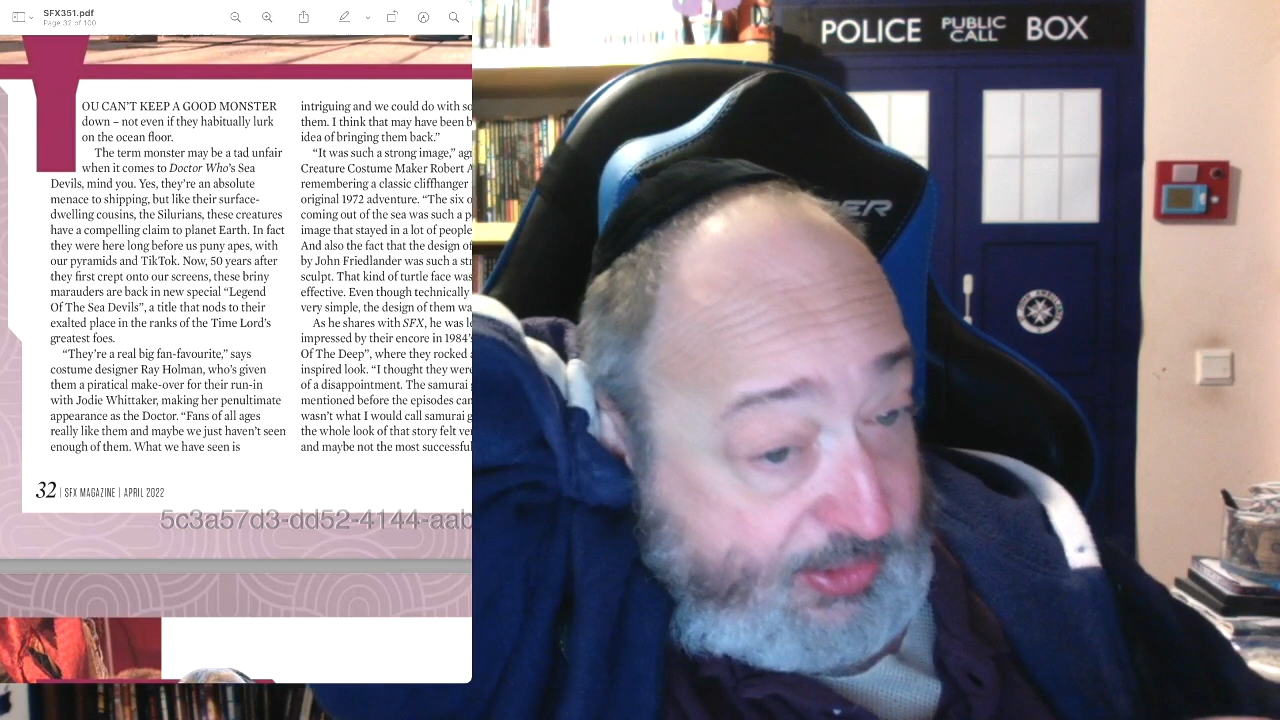 SFX351.pdf
Page 32 of 100
YOU CAN'T KEEP A GOOD MONSTER
down – not even if they habitually lurk
on the ocean floor.
The term monster may be a tad unfair
when it comes to Doctor Who's Sea
Devils, mind you. Yes, they're an absolute
menace to shipping, but like their surface-
dwelling cousins, the Silurians, these creatures
have a compelling claim to planet Earth. In fact
they were here long before us puny apes, with
our pyramids and TikTok. Now, 50 years after
they first crept onto our screens, these briny
marauders are back in new special “Legend
Of The Sea Devils”, a title that nods to their
exalted place in the ranks of the Time Lord's
greatest foes.
“They're a real big fan-favourite,” says
costume designer Ray Holman, who's given
them a piratical make-over for their run-in
with Jodie Whittaker, making her penultimate
appearance as the Doctor. “Fans of all ages
really like them and maybe we just haven't seen
enough of them. What we have seen is
intriguing and we could do with
them. I think that may have been
idea of bringing them back.”
“It was such a strong image,”
Creature Costume Maker Robert
remembering a classic cliffhanger
original 1972 adventure. “The six
coming out of the sea was such a
image that stayed in a lot of
And also the fact that the design
by John Friedlander was such a
sculpt. That kind of turtle face
effective. Even though technically
very simple, the design of them
As he shares with SFX, he was
impressed by their encore in 1984's
Of The Deep”, where they rocked
inspired look. “I thought they
of a disappointment. The samurai
mentioned before the episodes
wasn't what I would call samurai
the whole look of that story felt
and maybe not the most
32 | SFX MAGAZINE | APRIL 2022
5c3a57d3-dd52-4144-aab
POLICE PUBLIC CALL BOX